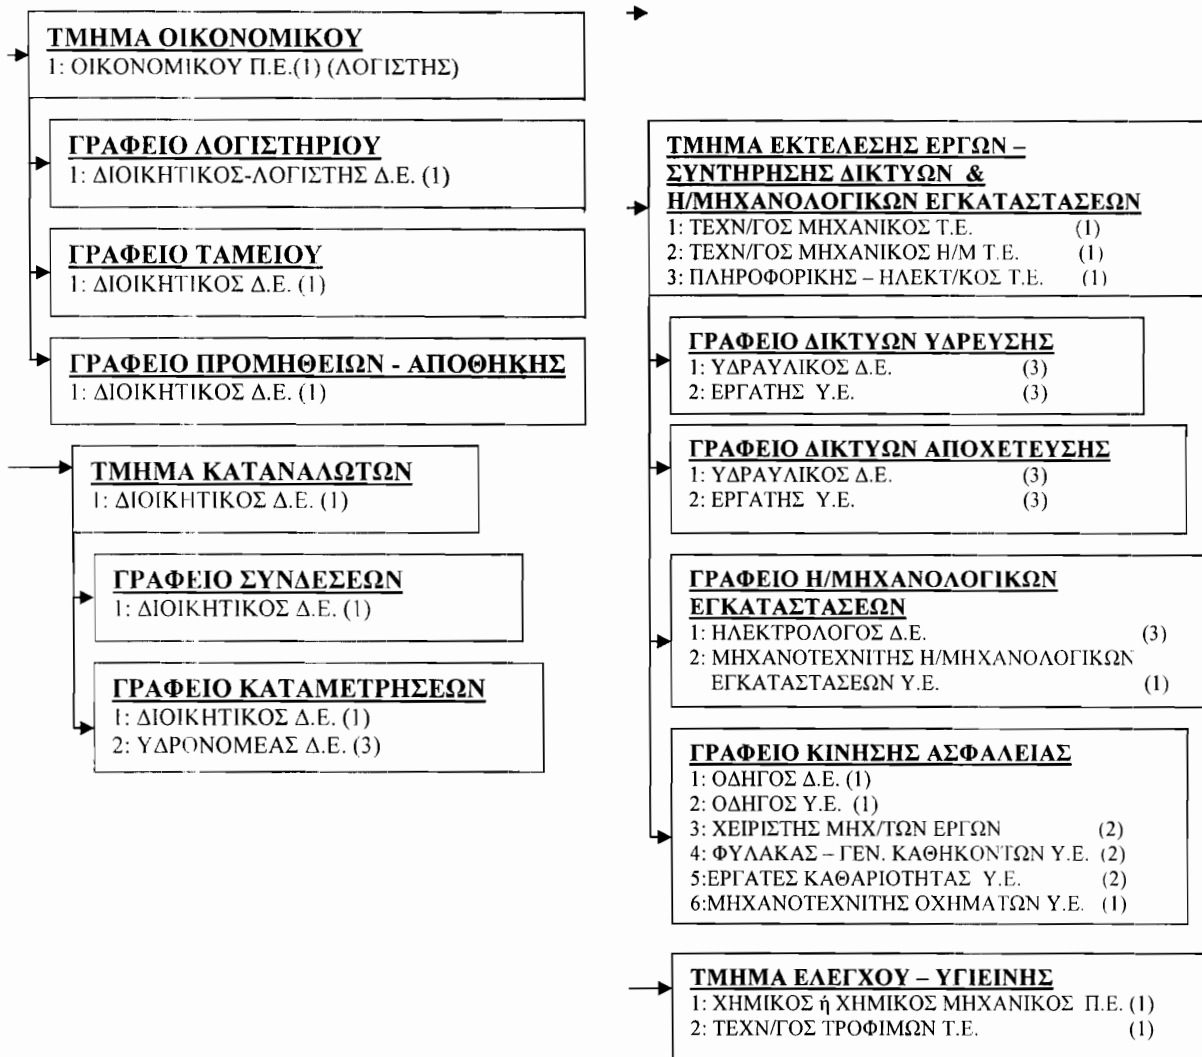 ΤΜΗΜΑ ΟΙΚΟΝΟΜΙΚΟΥ
1: ΟΙΚΟΝΟΜΙΚΟΥ Π.Ε.(1) (ΛΟΓΙΣΤΗΣ)
ΓΡΑΦΕΙΟ ΛΟΓΙΣΤΗΡΙΟΥ
1: ΔΙΟΙΚΗΤΙΚΟΣ-ΛΟΓΙΣΤΗΣ Δ.Ε. (1)
ΓΡΑΦΕΙΟ ΤΑΜΕΙΟΥ
1: ΔΙΟΙΚΗΤΙΚΟΣ Δ.Ε. (1)
ΓΡΑΦΕΙΟ ΠΡΟΜΗΘΕΙΩΝ - ΑΠΟΘΗΚΗΣ
1: ΔΙΟΙΚΗΤΙΚΟΣ Δ.Ε. (1)
ΤΜΗΜΑ ΚΑΤΑΝΑΛΩΤΩΝ
1: ΔΙΟΙΚΗΤΙΚΟΣ Δ.Ε. (1)
ΓΡΑΦΕΙΟ ΣΥΝΔΕΣΕΩΝ
1: ΔΙΟΙΚΗΤΙΚΟΣ Δ.Ε. (1)
ΓΡΑΦΕΙΟ ΚΑΤΑΜΕΤΡΗΣΕΩΝ
1: ΔΙΟΙΚΗΤΙΚΟΣ Δ.Ε. (1)
2: ΥΔΡΟΝΟΜΕΑΣ Δ.Ε. (3)
ΤΜΗΜΑ ΕΚΤΕΛΕΣΗΣ ΕΡΓΩΝ –
ΣΥΝΤΗΡΗΣΗΣ ΔΙΚΤΥΩΝ &
Η/ΜΗΧΑΝΟΛΟΓΙΚΩΝ ΕΓΚΑΤΑΣΤΑΣΕΩΝ
1: ΤΕΧΝ/ΓΟΣ ΜΗΧΑΝΙΚΟΣ Τ.Ε. (1)
2: ΤΕΧΝ/ΓΟΣ ΜΗΧΑΝΙΚΟΣ Η/Μ Τ.Ε. (1)
3: ΠΛΗΡΟΦΟΡΙΚΗΣ – ΗΛΕΚΤ/ΚΟΣ Τ.Ε. (1)
ΓΡΑΦΕΙΟ ΔΙΚΤΥΩΝ ΥΔΡΕΥΣΗΣ
1: ΥΔΡΑΥΛΙΚΟΣ Δ.Ε. (3)
2: ΕΡΓΑΤΗΣ Υ.Ε. (3)
ΓΡΑΦΕΙΟ ΔΙΚΤΥΩΝ ΑΠΟΧΕΤΕΥΣΗΣ
1: ΥΔΡΑΥΛΙΚΟΣ Δ.Ε. (3)
2: ΕΡΓΑΤΗΣ Υ.Ε. (3)
ΓΡΑΦΕΙΟ Η/ΜΗΧΑΝΟΛΟΓΙΚΩΝ
ΕΓΚΑΤΑΣΤΑΣΕΩΝ
1: ΗΛΕΚΤΡΟΛΟΓΟΣ Δ.Ε. (3)
2: ΜΗΧΑΝΟΤΕΧΝΙΤΗΣ Η/ΜΗΧΑΝΟΛΟΓΙΚΩΝ
ΕΓΚΑΤΑΣΤΑΣΕΩΝ Υ.Ε. (1)
ΓΡΑΦΕΙΟ ΚΙΝΗΣΗΣ ΑΣΦΑΛΕΙΑΣ
1: ΟΔΗΓΟΣ Δ.Ε. (1)
2: ΟΔΗΓΟΣ Υ.Ε. (1)
3: ΧΕΙΡΙΣΤΗΣ ΜΗΧ/ΤΩΝ ΕΡΓΩΝ (2)
4: ΦΥΛΑΚΑΣ – ΓΕΝ. ΚΑΘΗΚΟΝΤΩΝ Υ.Ε. (2)
5:ΕΡΓΑΤΕΣ ΚΑΘΑΡΙΟΤΗΤΑΣ Υ.Ε. (2)
6:ΜΗΧΑΝΟΤΕΧΝΙΤΗΣ ΟΧΗΜΑΤΩΝ Υ.Ε. (1)
ΤΜΗΜΑ ΕΛΕΓΧΟΥ – ΥΓΙΕΙΝΗΣ
1: ΧΗΜΙΚΟΣ ή ΧΗΜΙΚΟΣ ΜΗΧΑΝΙΚΟΣ Π.Ε. (1)
2: ΤΕΧΝ/ΓΟΣ ΤΡΟΦΙΜΩΝ Τ.Ε. (1)